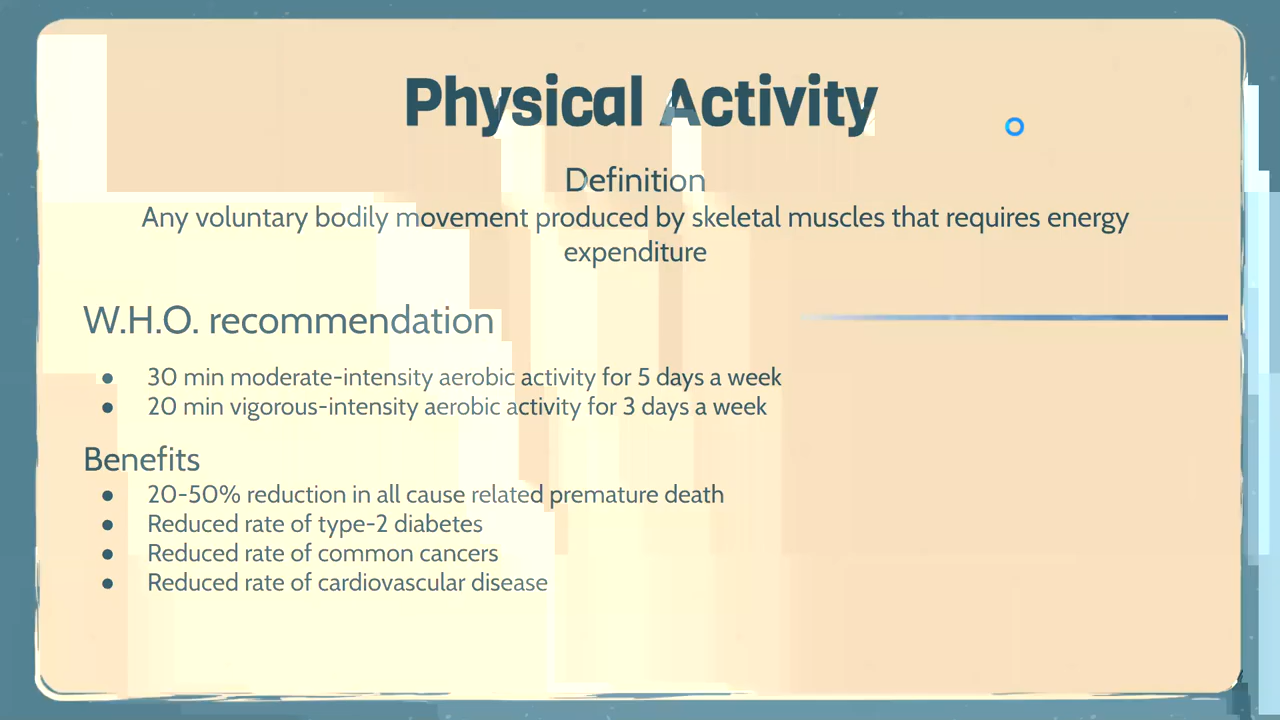 Physical Activity
Definition
Any voluntary bodily movement produced by skeletal muscles that requires energy
expenditure
W.H.O. recommendation
● 30 min moderate-intensity aerobic activity for 5 days a week
● 20 min vigorous-intensity aerobic activity for 3 days a week
Benefits
● 20-50% reduction in all cause related premature death
● Reduced rate of type-2 diabetes
● Reduced rate of common cancers
● Reduced rate of cardiovascular disease